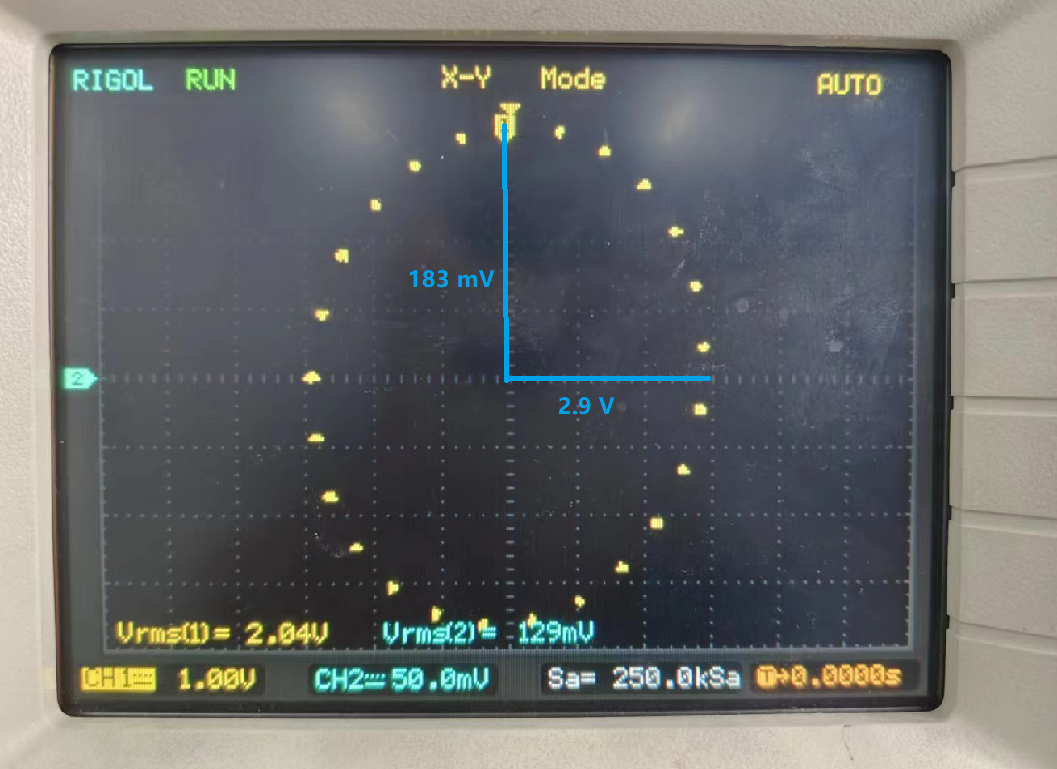 RIGOL RUN X-Y Mode AUTO
183 mV
2
2.9 V
Vrms(1)= 2.04V Vrms(2)= 129mV
CH1 1.00V CH2 50.0mV Sa= 250.0kSa T→0.0000s